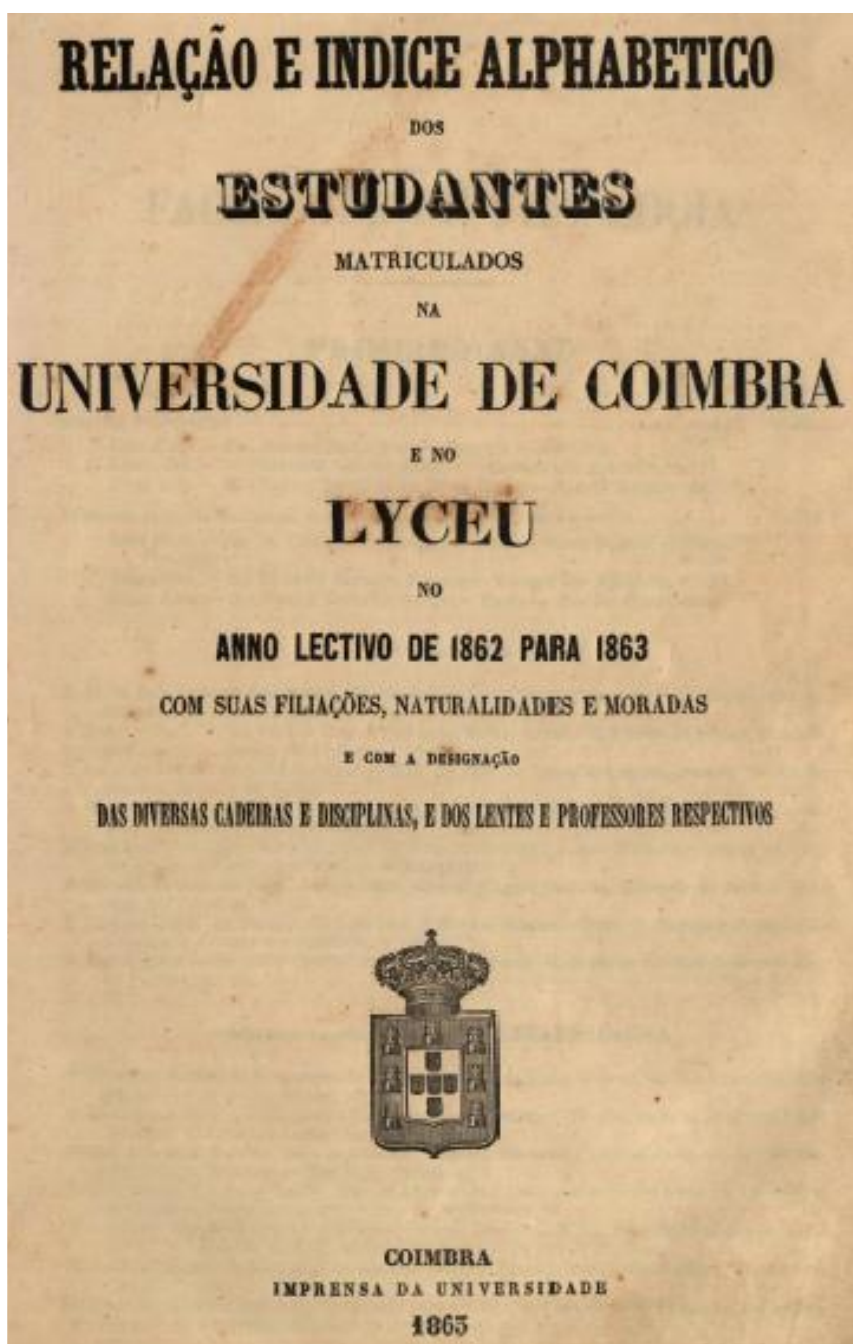 RELAÇÃO E INDICE ALPHABETICO
DOS
ESTUDANTES
MATRICULADOS
NA
UNIVERSIDADE DE COIMBRA
E NO
LYCEU
NO
ANNO LECTIVO DE 1862 PARA 1863
COM SUAS FILIAÇÕES, NATURALIDADES E MORADAS
E COM A DESIGNAÇÃO
DAS DIVERSAS CADEIRAS E DISCIPLINAS, E DOS LENTES E PROFESSORES RESPECTIVOS
COIMBRA
IMPRENSA DA UNIVERSIDADE
1863